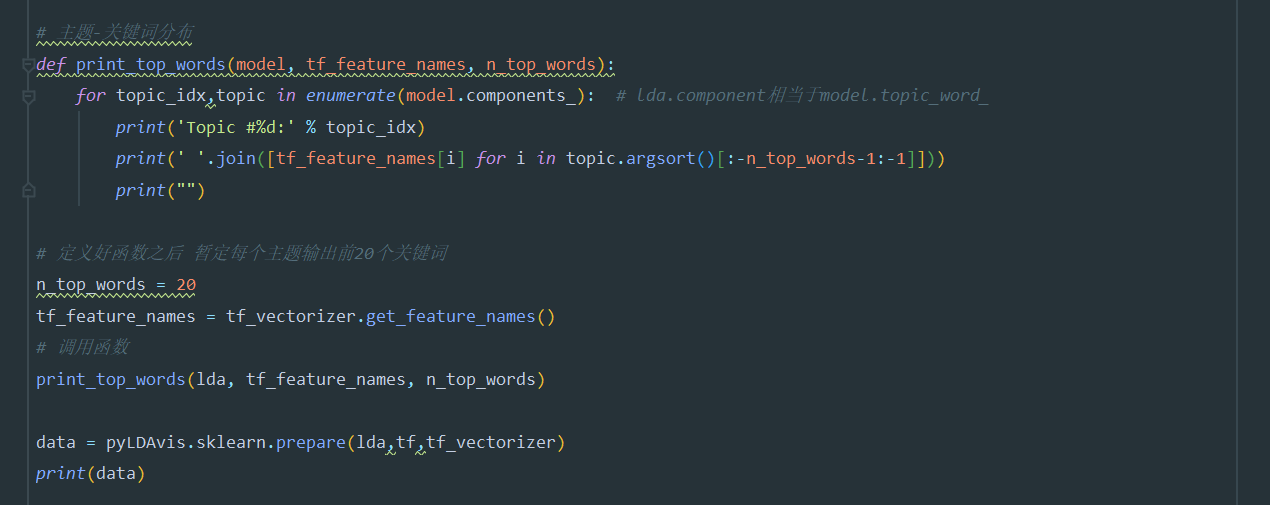 # 主题-关键词分布
def print_top_words(model, tf_feature_names, n_top_words):
    for topic_idx,topic in enumerate(model.components_):  # lda.component相当于model.topic_word_
        print('Topic #%d:' % topic_idx)
        print(' '.join([tf_feature_names[i] for i in topic.argsort()[:-n_top_words-1:-1]]))
        print("")
# 定义好函数之后 暂定每个主题输出前20个关键词
n_top_words = 20
tf_feature_names = tf_vectorizer.get_feature_names()
# 调用函数
print_top_words(lda, tf_feature_names, n_top_words)
data = pyLDAvis.sklearn.prepare(lda,tf,tf_vectorizer)
print(data)